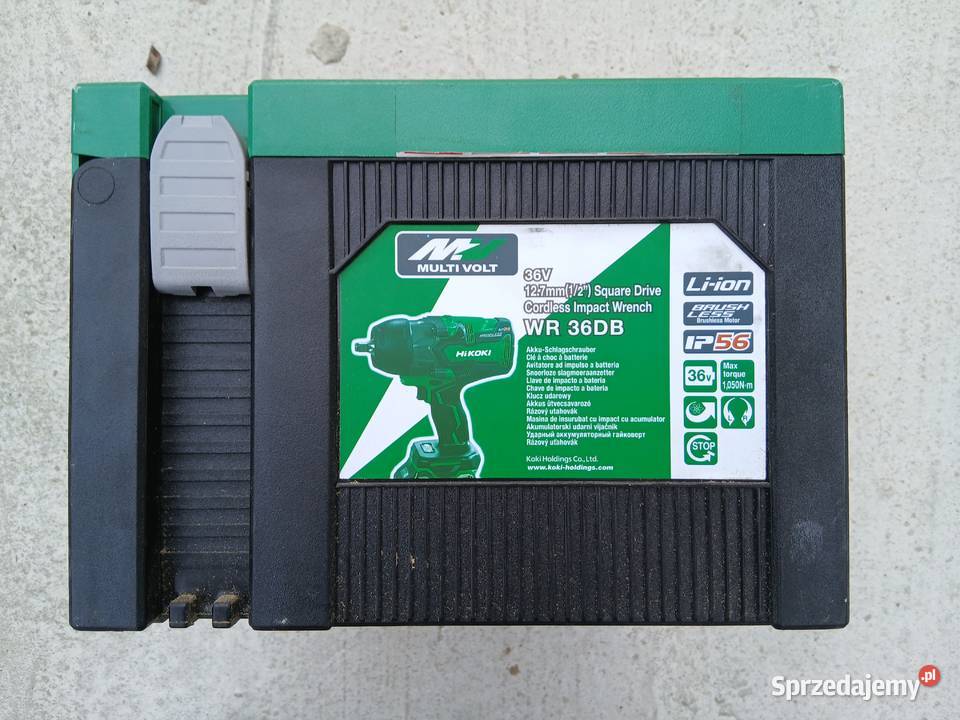 MV
MULTI VOLT
36V
12.7mm(1/2") Square Drive
Cordless Impact Wrench
WR 36DB
Akku-Schlagschrauber
Clé à choc à batterie
Avvitatore ad impulso a batteria
Snoerloze slagmoeraanzetter
Llave de impacto a batería
Chave de impacto a bateria
Klucz udarowy
Akkus ütvecsavarozó
Rázový utahovák
Masina de insurubat cu impact cu acumulator
Akumulatorski udarni vijačnik
Ударный аккумуляторный гайковерт
Rázový uťahovák
Koki Holdings Co., Ltd.
www.koki-holdings.com
HiKOKI
Li-ion
BRUSH
LESS
Brushless Motor
IP56
36V
Max
torque
1,050N·m
STOP
Sprzedajemy.pl